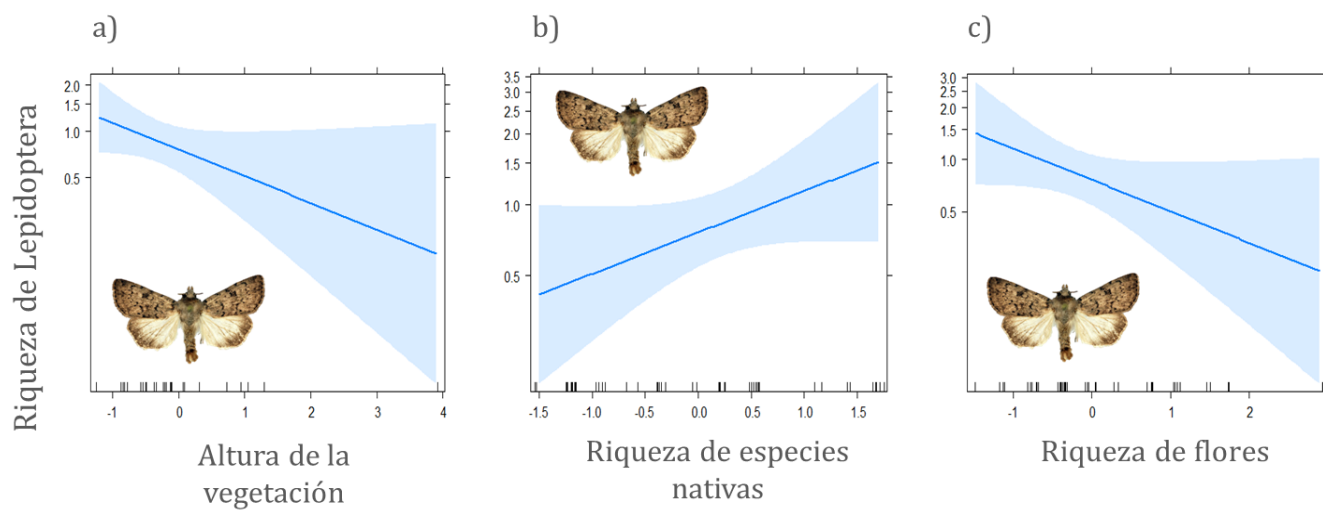 a)
b)
c)
Riqueza de Lepidoptera
2.0
1.5
1.0
0.5
-1 0 1 2 3 4
Altura de la
vegetación
3.5
3.0
2.5
2.0
1.5
1.0
0.5
-1.5 -1.0 -0.5 0.0 0.5 1.0 1.5
Riqueza de especies
nativas
3.0
2.5
2.0
1.5
1.0
0.5
-1 0 1 2
Riqueza de flores